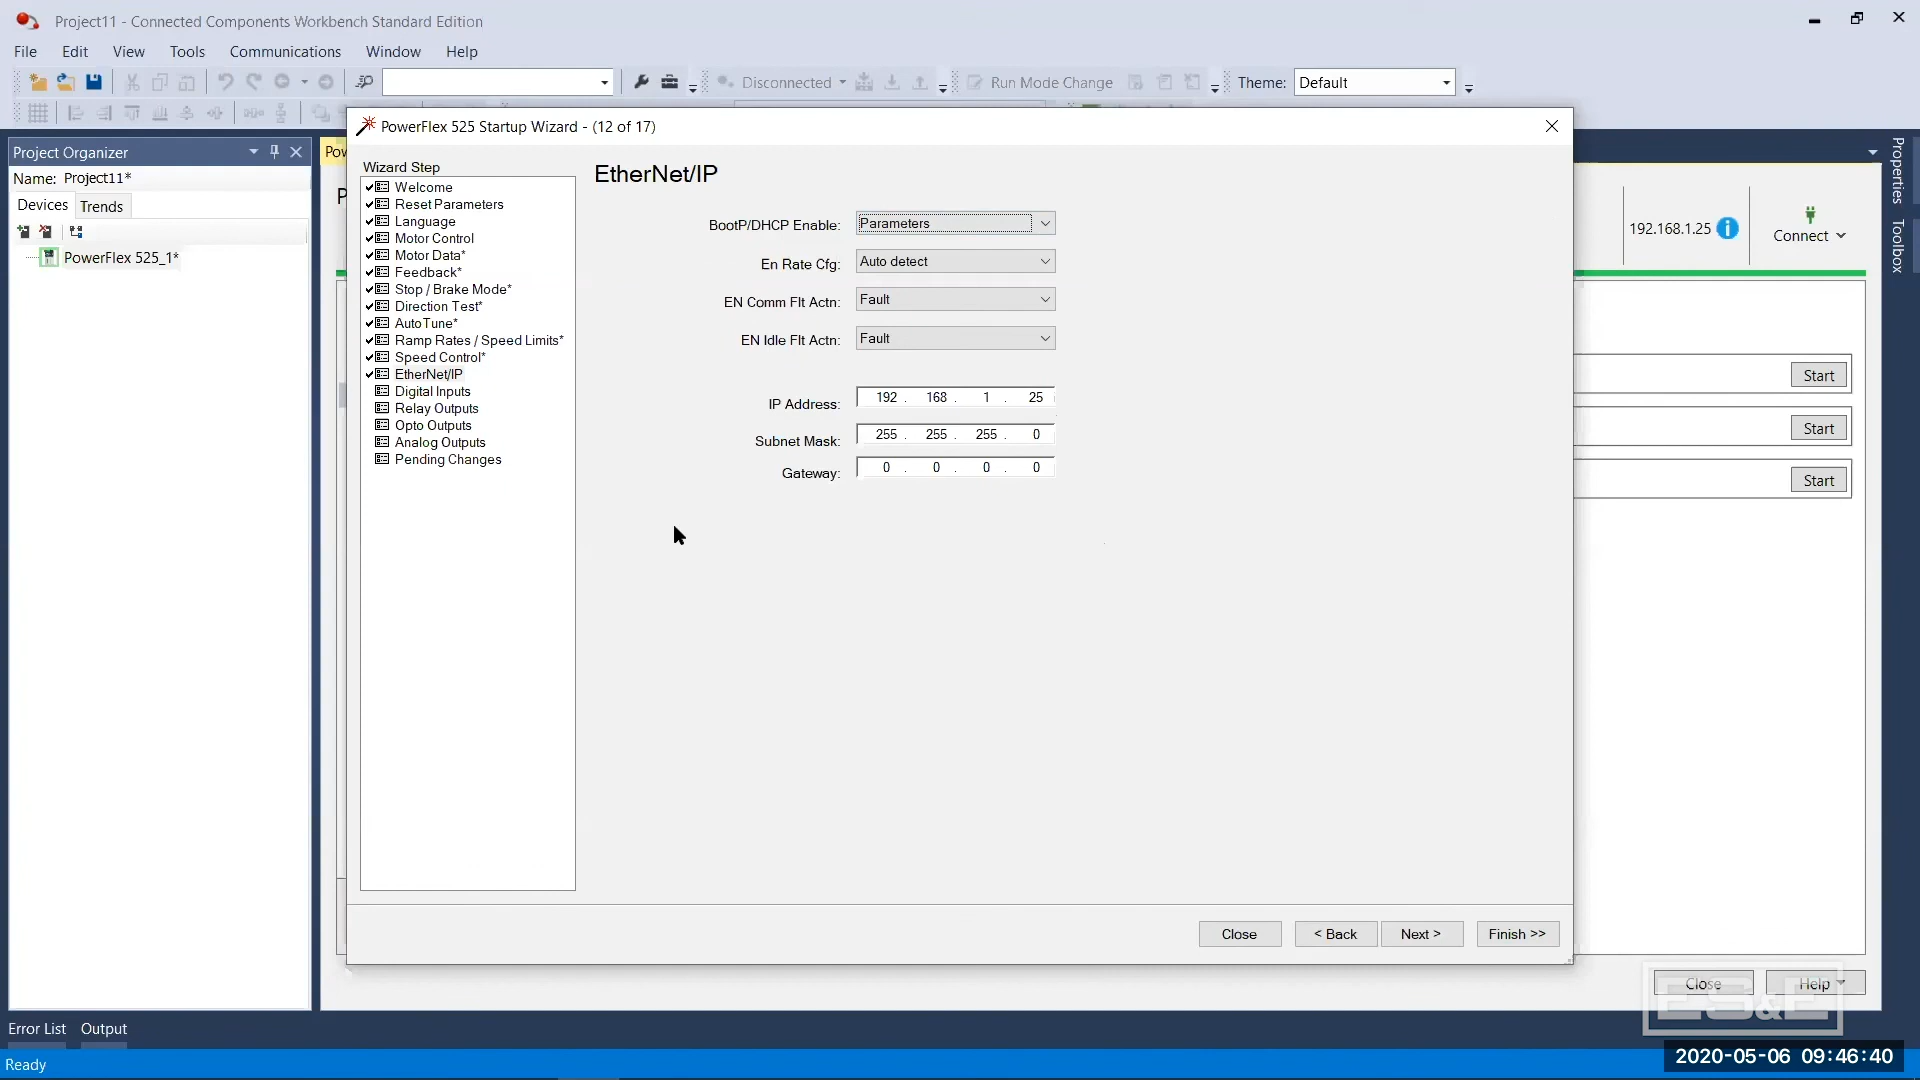 Project11 - Connected Components Workbench Standard Edition
File Edit View Tools Communications Window Help
Disconnected Run Mode Change Theme: Default
Project Organizer
Name: Project11*
Devices Trends
PowerFlex 525_1*
PowerFlex 525 Startup Wizard - (12 of 17)
Wizard Step
Welcome
Reset Parameters
Language
Motor Control
Motor Data*
Feedback*
Stop / Brake Mode*
Direction Test*
AutoTune*
Ramp Rates / Speed Limits*
Speed Control*
EtherNet/IP
Digital Inputs
Relay Outputs
Opto Outputs
Analog Outputs
Pending Changes
EtherNet/IP
BootP/DHCP Enable: Parameters
En Rate Cfg: Auto detect
EN Comm Flt Actn: Fault
EN Idle Flt Actn: Fault
IP Address: 192 . 168 . 1 . 25
Subnet Mask: 255 . 255 . 255 . 0
Gateway: 0 . 0 . 0 . 0
Close < Back Next > Finish >>
192.168.1.25
Connect
Start
Start
Start
Properties
Toolbox
Close Help
ES&E
Error List Output
Ready
2020-05-06 09:46:40